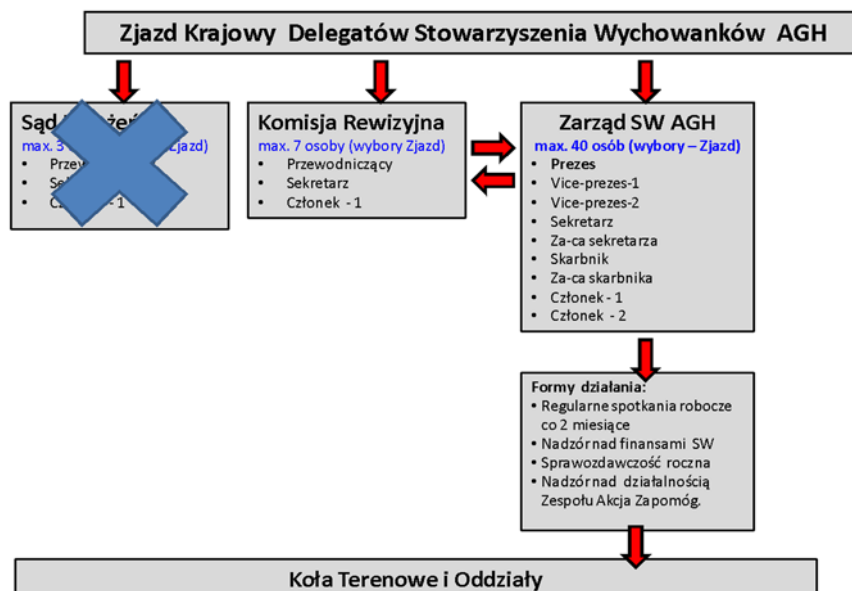 Zjazd Krajowy Delegatów Stowarzyszenia Wychowanków AGH
Sąd
max. 3 Zjazd)
• 
• 
• - 1
Komisja Rewizyjna
max. 7 osoby (wybory Zjazd)
• Przewodniczący
• Sekretarz
• Członek - 1
Zarząd SW AGH
max. 40 osób (wybory – Zjazd)
• Prezes
• Vice-prezes-1
• Vice-prezes-2
• Sekretarz
• Za-ca sekretarza
• Skarbnik
• Za-ca skarbnika
• Członek - 1
• Członek - 2
Formy działania:
• Regularne spotkania robocze
co 2 miesiące
• Nadzór nad finansami SW
• Sprawozdawczość roczna
• Nadzór nad działalnością
Zespołu Akcja Zapomóg.
Koła Terenowe i Oddziały